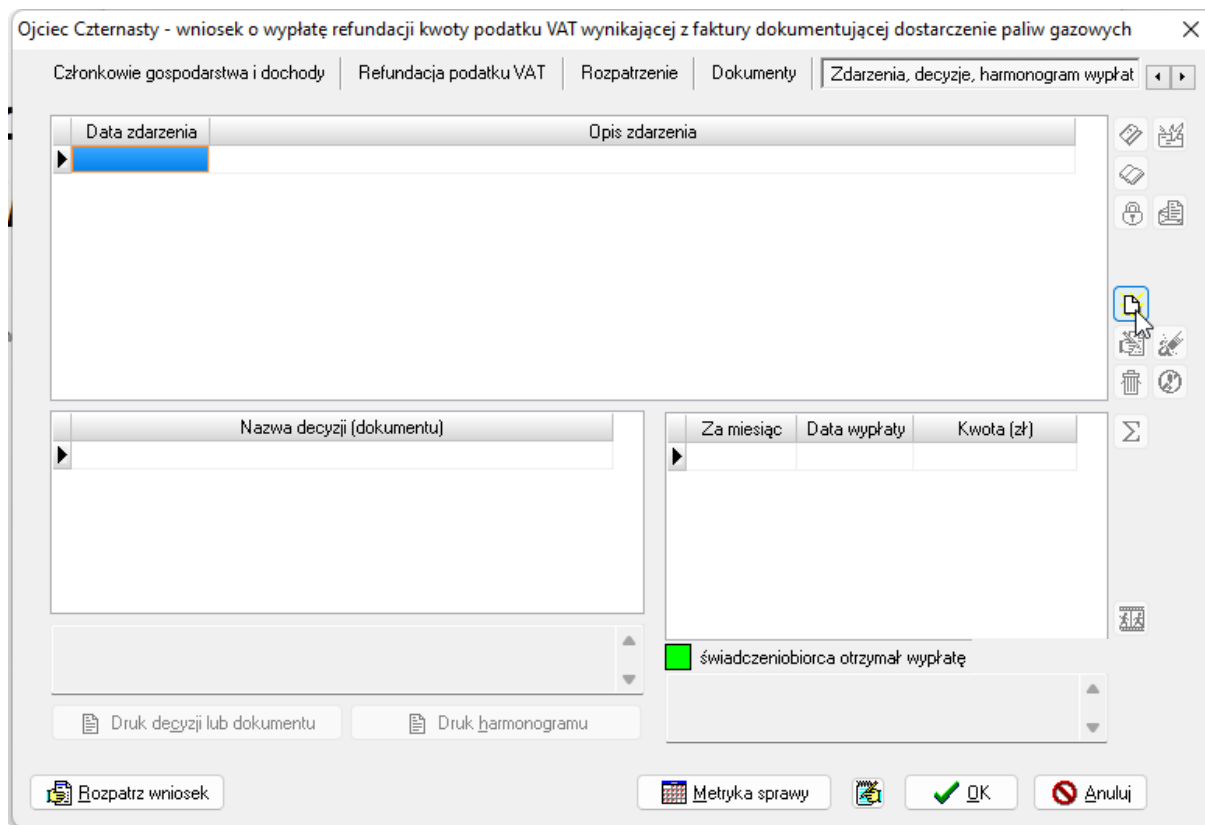 Ojciec Czternasty - wniosek o wypłatę refundacji kwoty podatku VAT wynikającej z faktury dokumentującej dostarczenie paliw gazowych
Członkowie gospodarstwa i dochody Refundacja podatku VAT Rozpatrzenie Dokumenty Zdarzenia, decyzje, harmonogram wypłat
Data zdarzenia Opis zdarzenia
Nazwa decyzji (dokumentu) Za miesiąc Data wypłaty Kwota (zł)
świadczeniobiorca otrzymał wypłatę
Druk decyzji lub dokumentu Druk harmonogramu
Rozpatrz wniosek Metryka sprawy OK Anuluj